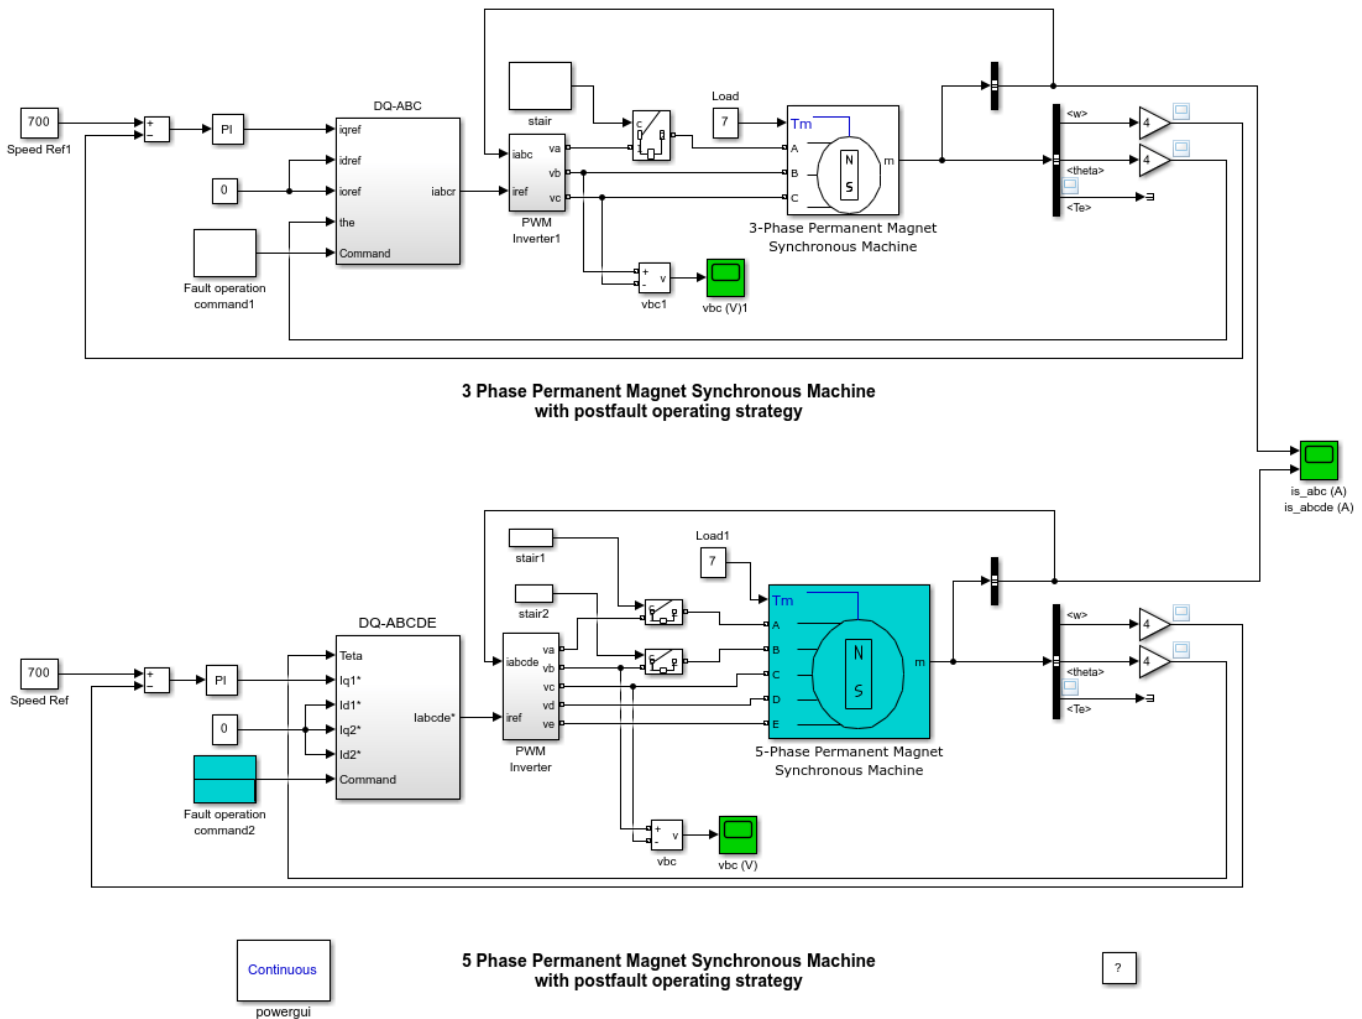 700
Speed Ref1
+
−
PI
0
Fault operation
command1
DQ-ABC
iqref
idref
ioref
the
Command
iabcr
stair
iabc
iref
va
vb
vc
PWM
Inverter1
c
1
Load
7
Tm
A
B
C
N
S
m
3-Phase Permanent Magnet
Synchronous Machine
+
-
v
vbc1
vbc (V)1
<w>
<theta>
<Te>
4
4
3 Phase Permanent Magnet Synchronous Machine
with postfault operating strategy
is_abc (A)
is_abcde (A)
700
Speed Ref
+
−
PI
0
Fault operation
command2
DQ-ABCDE
Teta
Iq1*
Id1*
Iq2*
Id2*
Command
Iabcde*
stair1
stair2
iabcde
iref
va
vb
vc
vd
ve
PWM
Inverter
c
1
c
1
Load1
7
Tm
A
B
C
D
E
N
S
m
5-Phase Permanent Magnet
Synchronous Machine
+
-
v
vbc
vbc (V)
<w>
<theta>
<Te>
4
4
Continuous
powergui
5 Phase Permanent Magnet Synchronous Machine
with postfault operating strategy
?